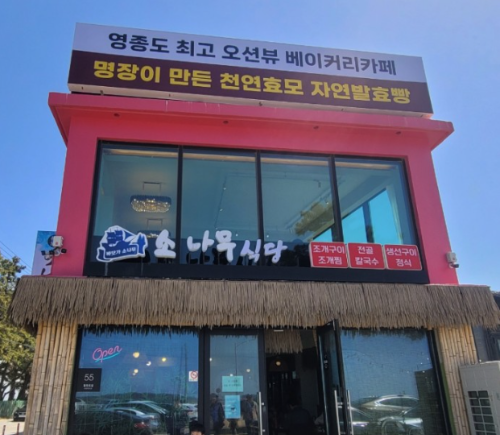 영종도 최고 오션뷰 베이커리카페
명장이 만든 천연효모 자연발효빵
소나무식당
조개구이
조개찜
전골
칼국수
생선구이
정식
Open
55